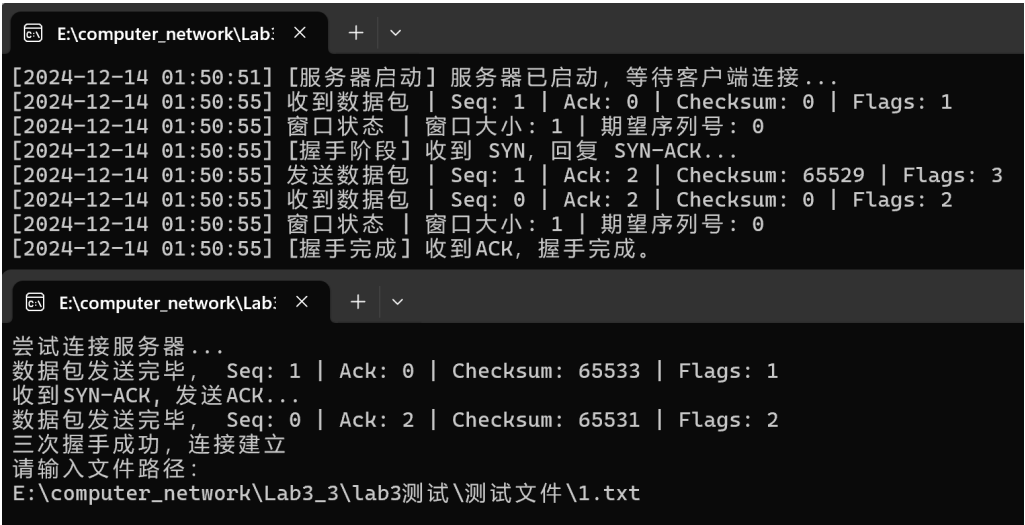 E:\computer_network\Lab3
[2024-12-14 01:50:51] [服务器启动] 服务器已启动，等待客户端连接...
[2024-12-14 01:50:55] 收到数据包 | Seq: 1 | Ack: 0 | Checksum: 0 | Flags: 1
[2024-12-14 01:50:55] 窗口状态 | 窗口大小: 1 | 期望序列号: 0
[2024-12-14 01:50:55] [握手阶段] 收到 SYN，回复 SYN-ACK...
[2024-12-14 01:50:55] 发送数据包 | Seq: 1 | Ack: 2 | Checksum: 65529 | Flags: 3
[2024-12-14 01:50:55] 收到数据包 | Seq: 0 | Ack: 2 | Checksum: 0 | Flags: 2
[2024-12-14 01:50:55] 窗口状态 | 窗口大小: 1 | 期望序列号: 0
[2024-12-14 01:50:55] [握手完成] 收到ACK，握手完成。
E:\computer_network\Lab3
尝试连接服务器...
数据包发送完毕， Seq: 1 | Ack: 0 | Checksum: 65533 | Flags: 1
收到SYN-ACK，发送ACK...
数据包发送完毕， Seq: 0 | Ack: 2 | Checksum: 65531 | Flags: 2
三次握手成功，连接建立
请输入文件路径：
E:\computer_network\Lab3_3\lab3测试\测试文件\1.txt